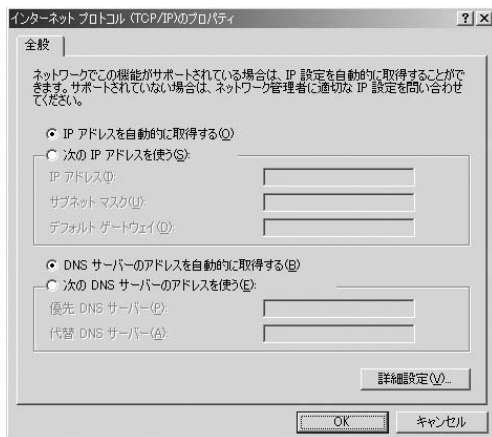 インターネット プロトコル (TCP/IP)のプロパティ
全般
ネットワークでこの機能がサポートされている場合は、IP 設定を自動的に取得することがで
きます。サポートされていない場合は、ネットワーク管理者に適切な IP 設定を問い合わせ
てください。
IP アドレスを自動的に取得する(O)
次の IP アドレスを使う(S):
IP アドレス(I):
サブネット マスク(U):
デフォルト ゲートウェイ(D):
DNS サーバーのアドレスを自動的に取得する(B)
次の DNS サーバーのアドレスを使う(E):
優先 DNS サーバー(P):
代替 DNS サーバー(A):
詳細設定(V)...
OK
キャンセル